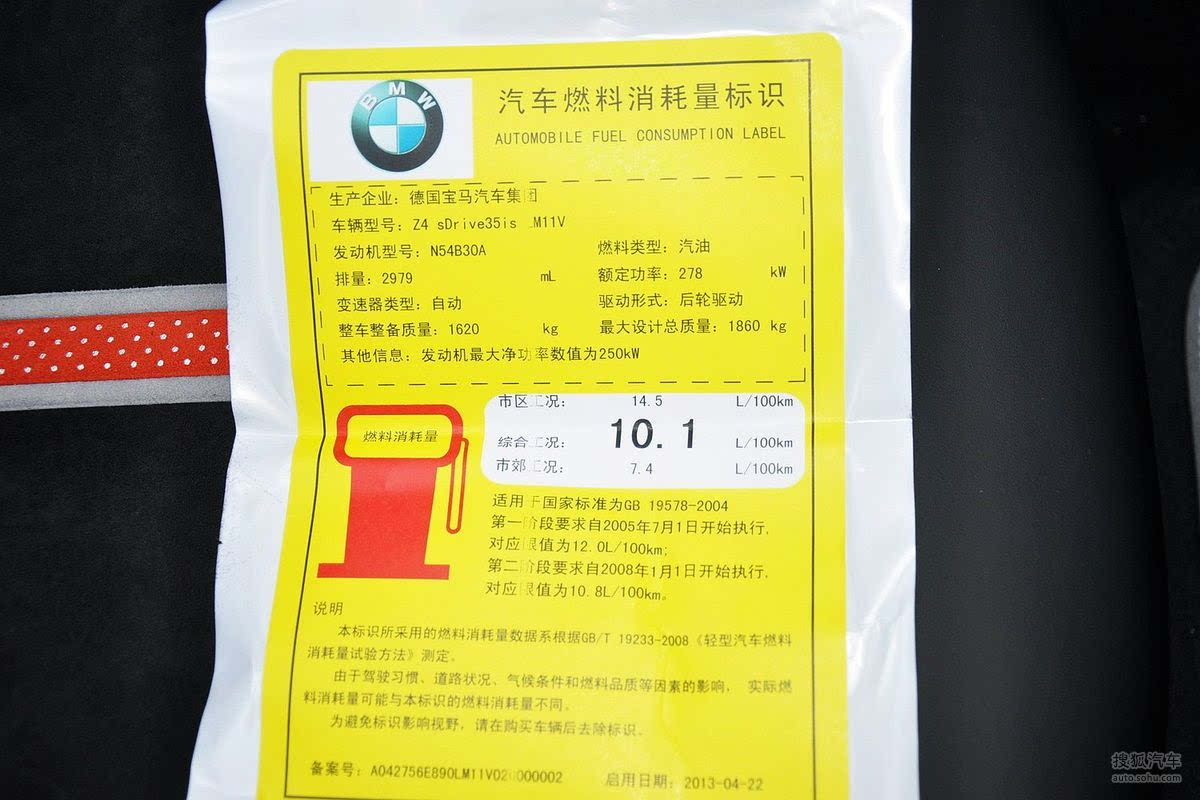 BMW
汽车燃料消耗量标识
AUTOMOBILE FUEL CONSUMPTION LABEL
生产企业：德国宝马汽车集团
车辆型号：Z4 sDrive35is _M11V
发动机型号：N54B30A 燃料类型：汽油
排量：2979 mL 额定功率：278 kW
变速器类型：自动 驱动形式：后轮驱动
整车整备质量：1620 kg 最大设计总质量：1860 kg
其他信息：发动机最大净功率数值为250kW
燃料消耗量
市区工况： 14.5 L/100km
综合工况： 10.1 L/100km
市郊工况： 7.4 L/100km
适用于国家标准为GB 19578-2004
第一阶段要求自2005年7月1日开始执行,
对应限值为12.0L/100km;
第二阶段要求自2008年1月1日开始执行,
对应限值为10.8L/100km。
说明
本标识所采用的燃料消耗量数据系根据GB/T 19233-2008《轻型汽车燃料
消耗量试验方法》测定。
由于驾驶习惯、道路状况、气候条件和燃料品质等因素的影响， 实际燃
料消耗量可能与本标识的燃料消耗量不同。
为避免标识影响视野，请在购买车辆后去除标识。
备案号：A042756E890LM11V020000002 启用日期：2013-04-22
搜狐汽车
auto.sohu.com